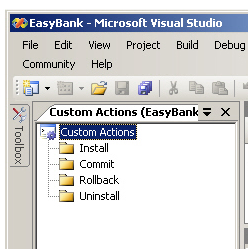 EasyBank - Microsoft Visual Studio
File Edit View Project Build Debug
Community Help
Custom Actions (EasyBank
Toolbox
Custom Actions
Install
Commit
Rollback
Uninstall